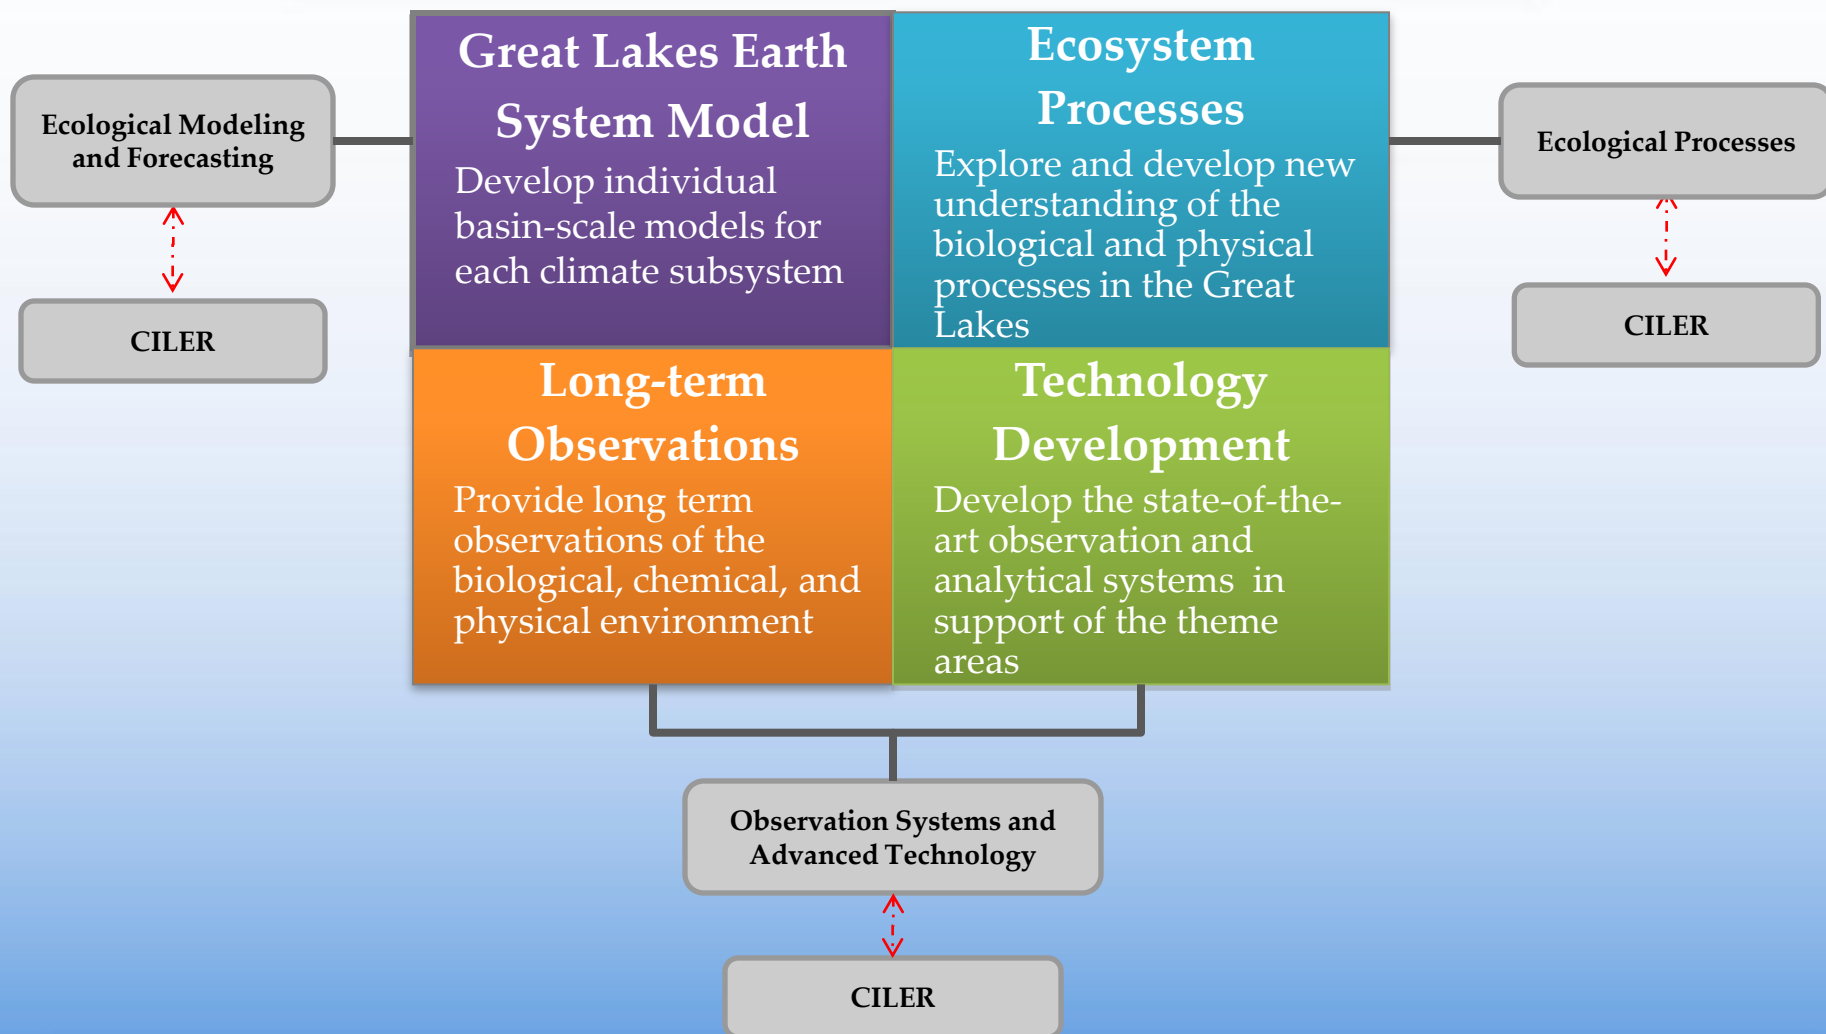 Great Lakes Earth
System Model
Develop individual
basin-scale models for
each climate subsystem
Ecosystem
Processes
Explore and develop new
understanding of the
biological and physical
processes in the Great
Lakes
Ecological Modeling
and Forecasting
CILER
Ecological Processes
CILER
Long-term
Observations
Provide long term
observations of the
biological, chemical, and
physical environment
Technology
Development
Develop the state-of-the-
art observation and
analytical systems  in
support of the theme
areas
Observation Systems and
Advanced Technology
CILER